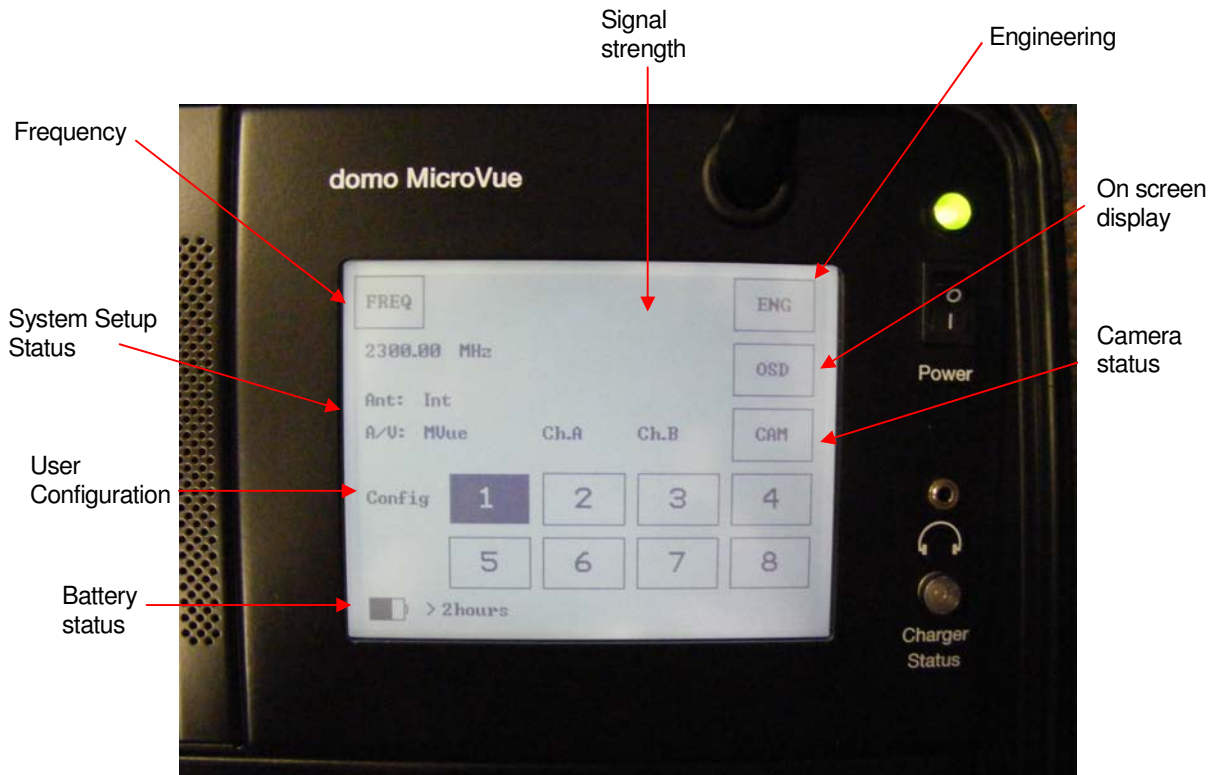 Signal
strength
Engineering
Frequency
domo MicroVue
On screen
display
FREQ
ENG
O
I
System Setup
Status
2300.00 MHz
OSD
Power
Camera
status
Ant: Int
A/V: MVue Ch.A Ch.B CAM
User
Configuration
Config 1 2 3 4
5 6 7 8
Battery
status
> 2hours
Charger
Status